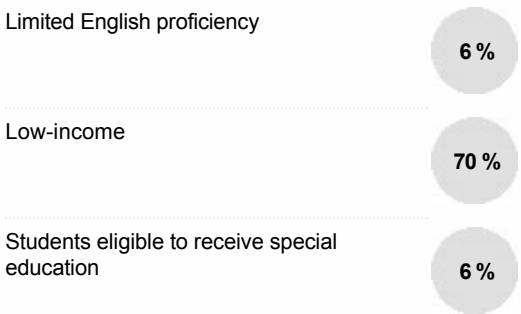 Limited English proficiency
6 %
Low-income
70 %
Students eligible to receive special
education
6 %